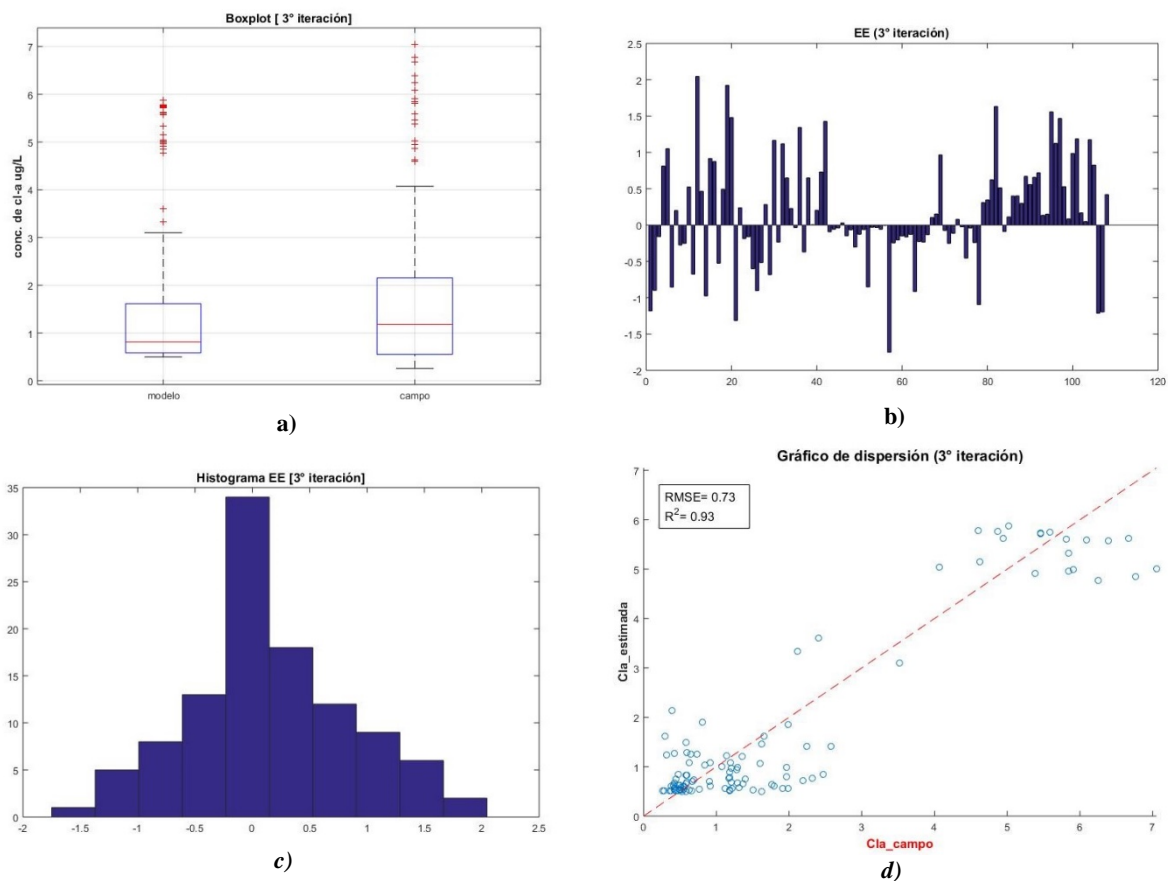 Boxplot [ 3° iteración]
conc. de cl-a ug/L
7
6
5
4
3
2
1
0
modelo campo
a)
EE (3° iteración)
2.5
2
1.5
1
0.5
0
-0.5
-1
-1.5
-2
0 20 40 60 80 100 120
b)
Histograma EE [3° iteración]
35
30
25
20
15
10
5
0
-2 -1.5 -1 -0.5 0 0.5 1 1.5 2 2.5
c)
Gráfico de dispersión (3° iteración)
RMSE= 0.73
R²= 0.93
Cla_estimada
7
6
5
4
3
2
1
0
0 1 2 3 4 5 6 7
Cla_campo
d)